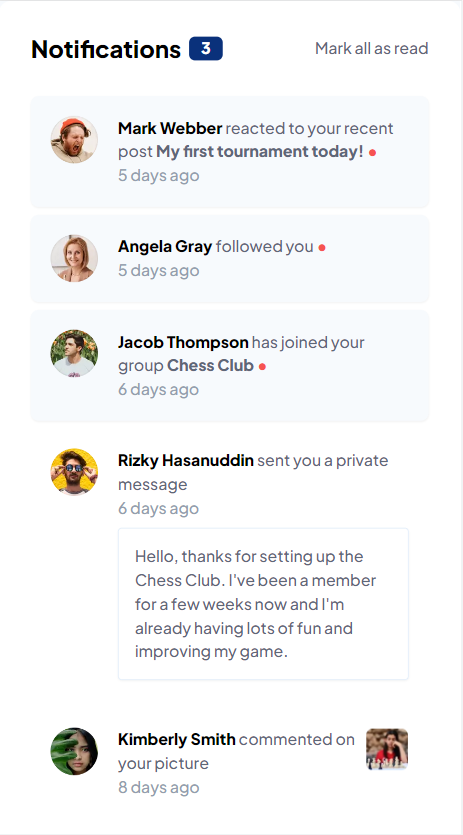 Notifications 3 Mark all as read
Mark Webber reacted to your recent
post My first tournament today!
5 days ago
Angela Gray followed you
5 days ago
Jacob Thompson has joined your
group Chess Club
6 days ago
Rizky Hasanuddin sent you a private
message
6 days ago
Hello, thanks for setting up the
Chess Club. I've been a member
for a few weeks now and I'm
already having lots of fun and
improving my game.
Kimberly Smith commented on
your picture
8 days ago